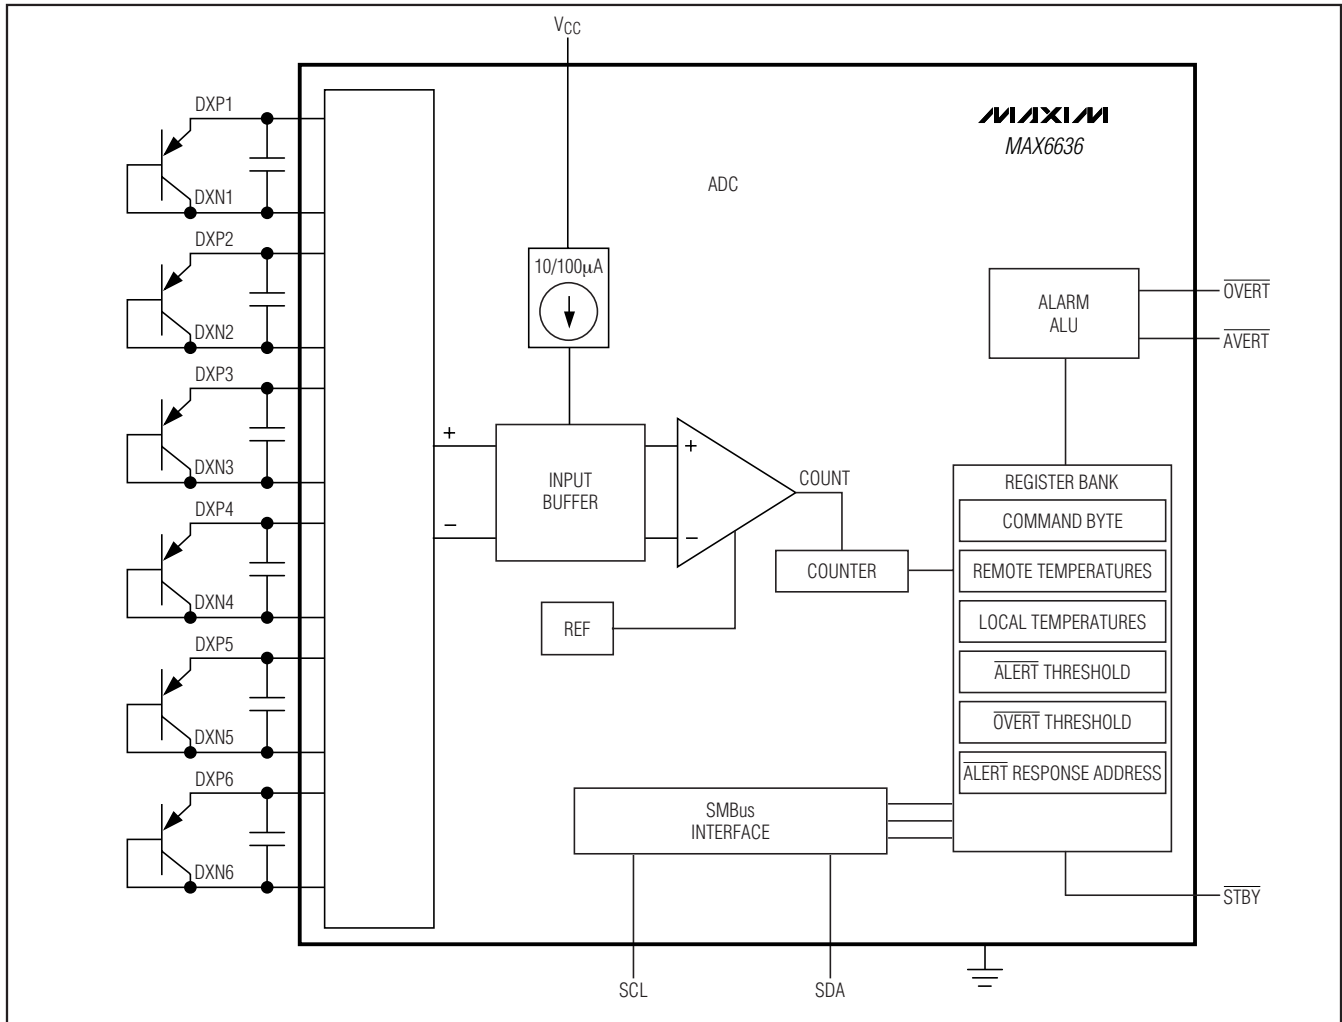 VCC
DXP1
DXN1
DXP2
DXN2
DXP3
DXN3
DXP4
DXN4
DXP5
DXN5
DXP6
DXN6
MAXIM
MAX6636
ADC
10/100μA
+
−
INPUT
BUFFER
+
−
COUNT
COUNTER
REF
ALARM
ALU
OVERT
AVERT
REGISTER BANK
COMMAND BYTE
REMOTE TEMPERATURES
LOCAL TEMPERATURES
ALERT THRESHOLD
OVERT THRESHOLD
ALERT RESPONSE ADDRESS
SMBus
INTERFACE
STBY
SCL
SDA